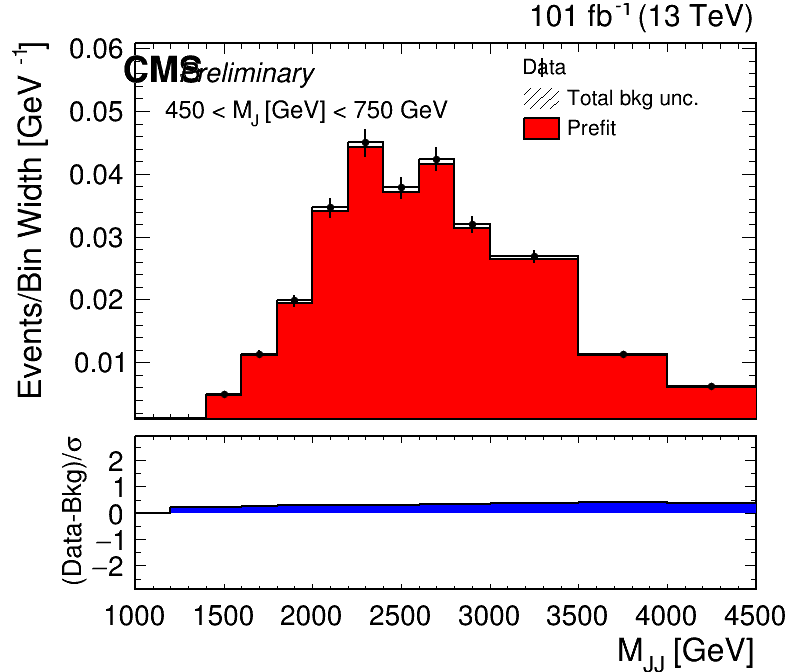 101 fb⁻¹ (13 TeV)
CMS Preliminary
450 < M_J [GeV] < 750 GeV
Data
Total bkg unc.
Prefit
Events/Bin Width [GeV⁻¹]
0.06
0.05
0.04
0.03
0.02
0.01
(Data-Bkg)/σ
2
1
0
−1
−2
1000 1500 2000 2500 3000 3500 4000 4500
M_JJ [GeV]